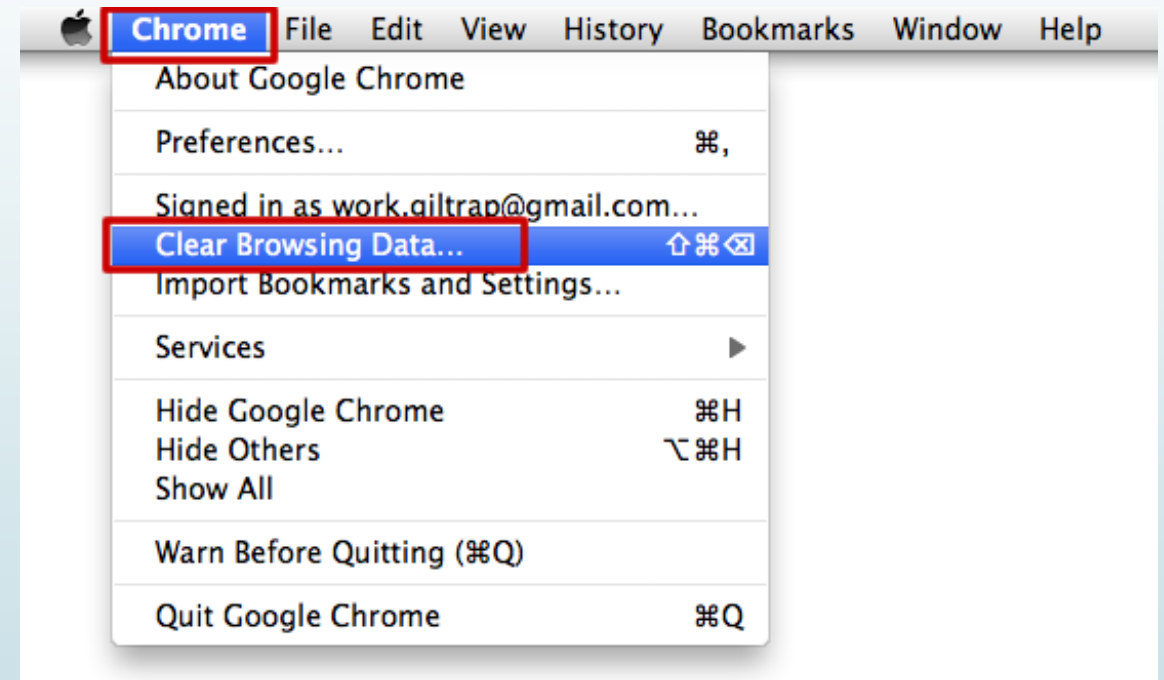 Chrome File Edit View History Bookmarks Window Help
About Google Chrome
Preferences... ⌘,
Signed in as work.giltrap@gmail.com...
Clear Browsing Data... ⇧⌘⌫
Import Bookmarks and Settings...
Services ▶
Hide Google Chrome ⌘H
Hide Others ⌥⌘H
Show All
Warn Before Quitting (⌘Q)
Quit Google Chrome ⌘Q